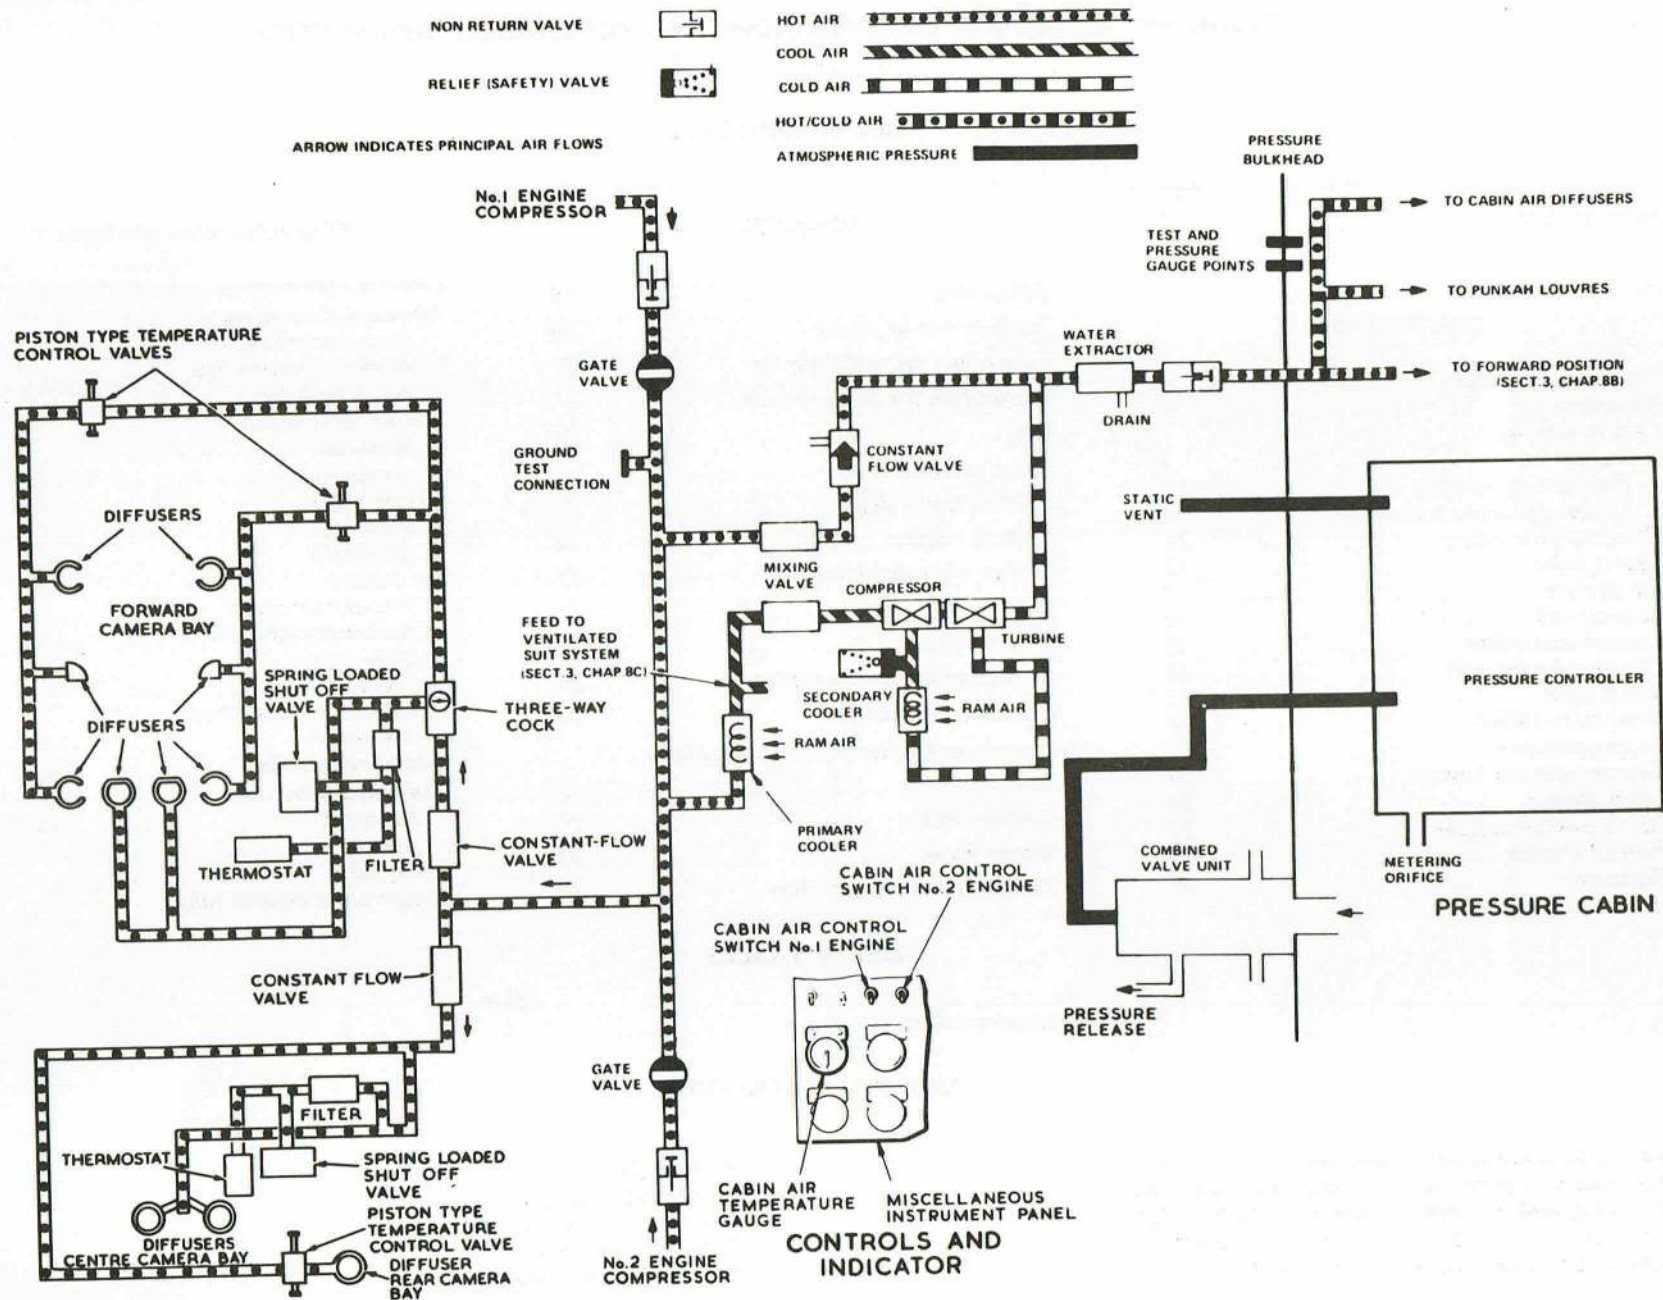 NON RETURN VALVE
RELIEF (SAFETY) VALVE
ARROW INDICATES PRINCIPAL AIR FLOWS
HOT AIR
COOL AIR
COLD AIR
HOT/COLD AIR
ATMOSPHERIC PRESSURE
PRESSURE
BULKHEAD
No.1 ENGINE
COMPRESSOR
TO CABIN AIR DIFFUSERS
TEST AND
PRESSURE
GAUGE POINTS
TO PUNKAH LOUVRES
PISTON TYPE TEMPERATURE
CONTROL VALVES
GATE
VALVE
WATER
EXTRACTOR
TO FORWARD POSITION
(SECT.3, CHAP.8B)
DRAIN
GROUND
TEST
CONNECTION
CONSTANT
FLOW VALVE
STATIC
VENT
DIFFUSERS
MIXING
VALVE
COMPRESSOR
FORWARD
CAMERA BAY
FEED TO
VENTILATED
SUIT SYSTEM
(SECT.3, CHAP.8C)
TURBINE
SPRING LOADED
SHUT OFF
VALVE
THREE-WAY
COCK
SECONDARY
COOLER
RAM AIR
PRESSURE CONTROLLER
DIFFUSERS
RAM AIR
PRIMARY
COOLER
CONSTANT-FLOW
VALVE
THERMOSTAT
FILTER
COMBINED
VALVE UNIT
METERING
ORIFICE
CABIN AIR CONTROL
SWITCH No.2 ENGINE
PRESSURE CABIN
CABIN AIR CONTROL
SWITCH No.1 ENGINE
CONSTANT FLOW
VALVE
PRESSURE
RELEASE
GATE
VALVE
FILTER
THERMOSTAT
SPRING LOADED
SHUT OFF
VALVE
CABIN AIR
TEMPERATURE
GAUGE
MISCELLANEOUS
INSTRUMENT PANEL
DIFFUSERS
CENTRE CAMERA BAY
PISTON TYPE
TEMPERATURE
CONTROL VALVE
DIFFUSER
REAR CAMERA
BAY
No.2 ENGINE
COMPRESSOR
CONTROLS AND
INDICATOR